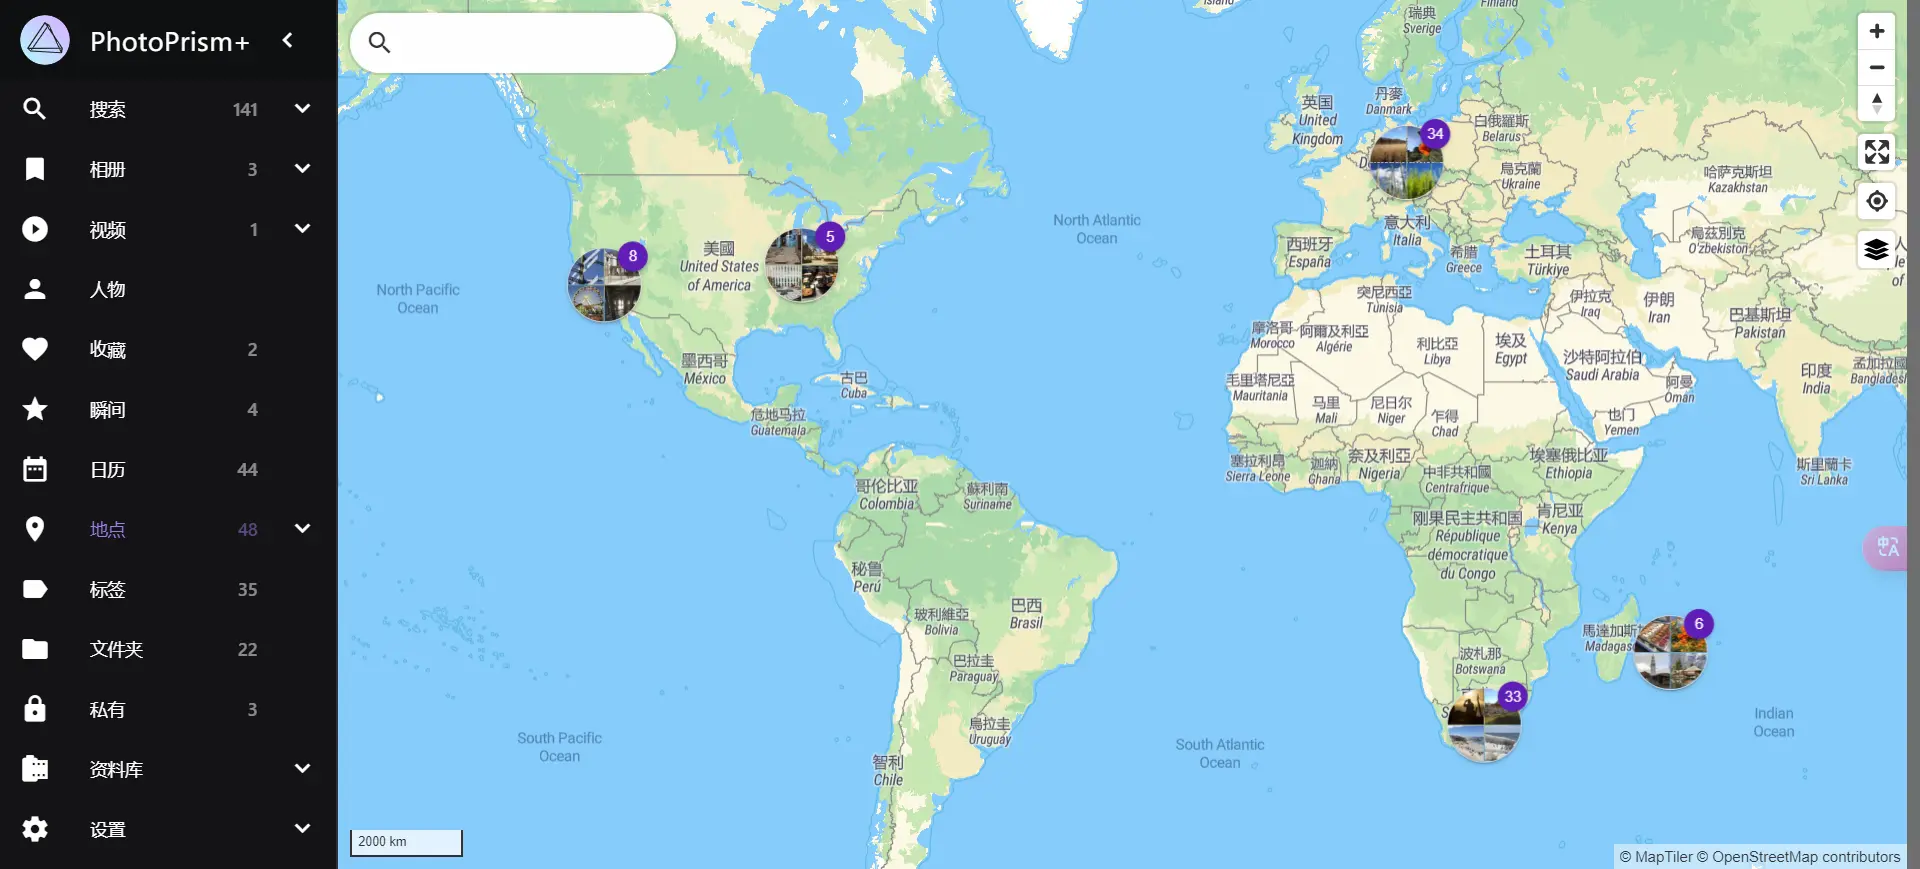 PhotoPrism+
搜索 141
相册 3
视频 1
人物
收藏 2
瞬间 4
日历 44
地点 48
标签 35
文件夹 22
私有 3
资料库
设置
瑞典
Sverige
Finland
Island
丹麥
Danmark
英国
United
Kingdom
白俄羅斯
Belarus
34
烏克蘭
Ukraine
哈萨克斯坦
Kazakhstan
North Atlantic
Ocean
意大利
Italia
西班牙
España
希腊
Greece
土耳其
Türkiye
烏茲別克
O'zbekiston
美國
United States
of America
5
8
North Pacific
Ocean
突尼西亞
Tunisia
伊拉克
Iraq
伊朗
Iran
巴基斯坦
Pakistan
摩洛哥
Morocco
阿爾及利亞
Algérie
利比亞
Libya
埃及
Egypt
沙特阿拉伯
Saudi Arabia
阿曼
Oman
印度
India
孟加拉國
Bangladesh
墨西哥
México
古巴
Cuba
毛里塔尼亞
Mauritania
马里
Mali
尼日尔
Niger
乍得
Chad
也门
Yemen
危地马拉
Guatemala
塞拉利昂
Sierra Leone
迦納
Ghana
奈及利亞
Nigeria
中非共和國
Centrafrique
埃塞俄比亚
Ethiopia
斯里蘭卡
Sri Lanka
哥伦比亚
Colombia
蘇利南
Suriname
刚果民主共和国
République
démocratique
du Congo
肯尼亚
Kenya
秘鲁
Perú
玻利維亞
Bolivia
巴西
Brasil
馬達加斯
Madagas
6
波札那
Botswana
巴拉圭
Paraguay
33
烏拉圭
Uruguay
智利
Chile
South Pacific
Ocean
South Atlantic
Ocean
Indian
Ocean
2000 km
© MapTiler © OpenStreetMap contributors